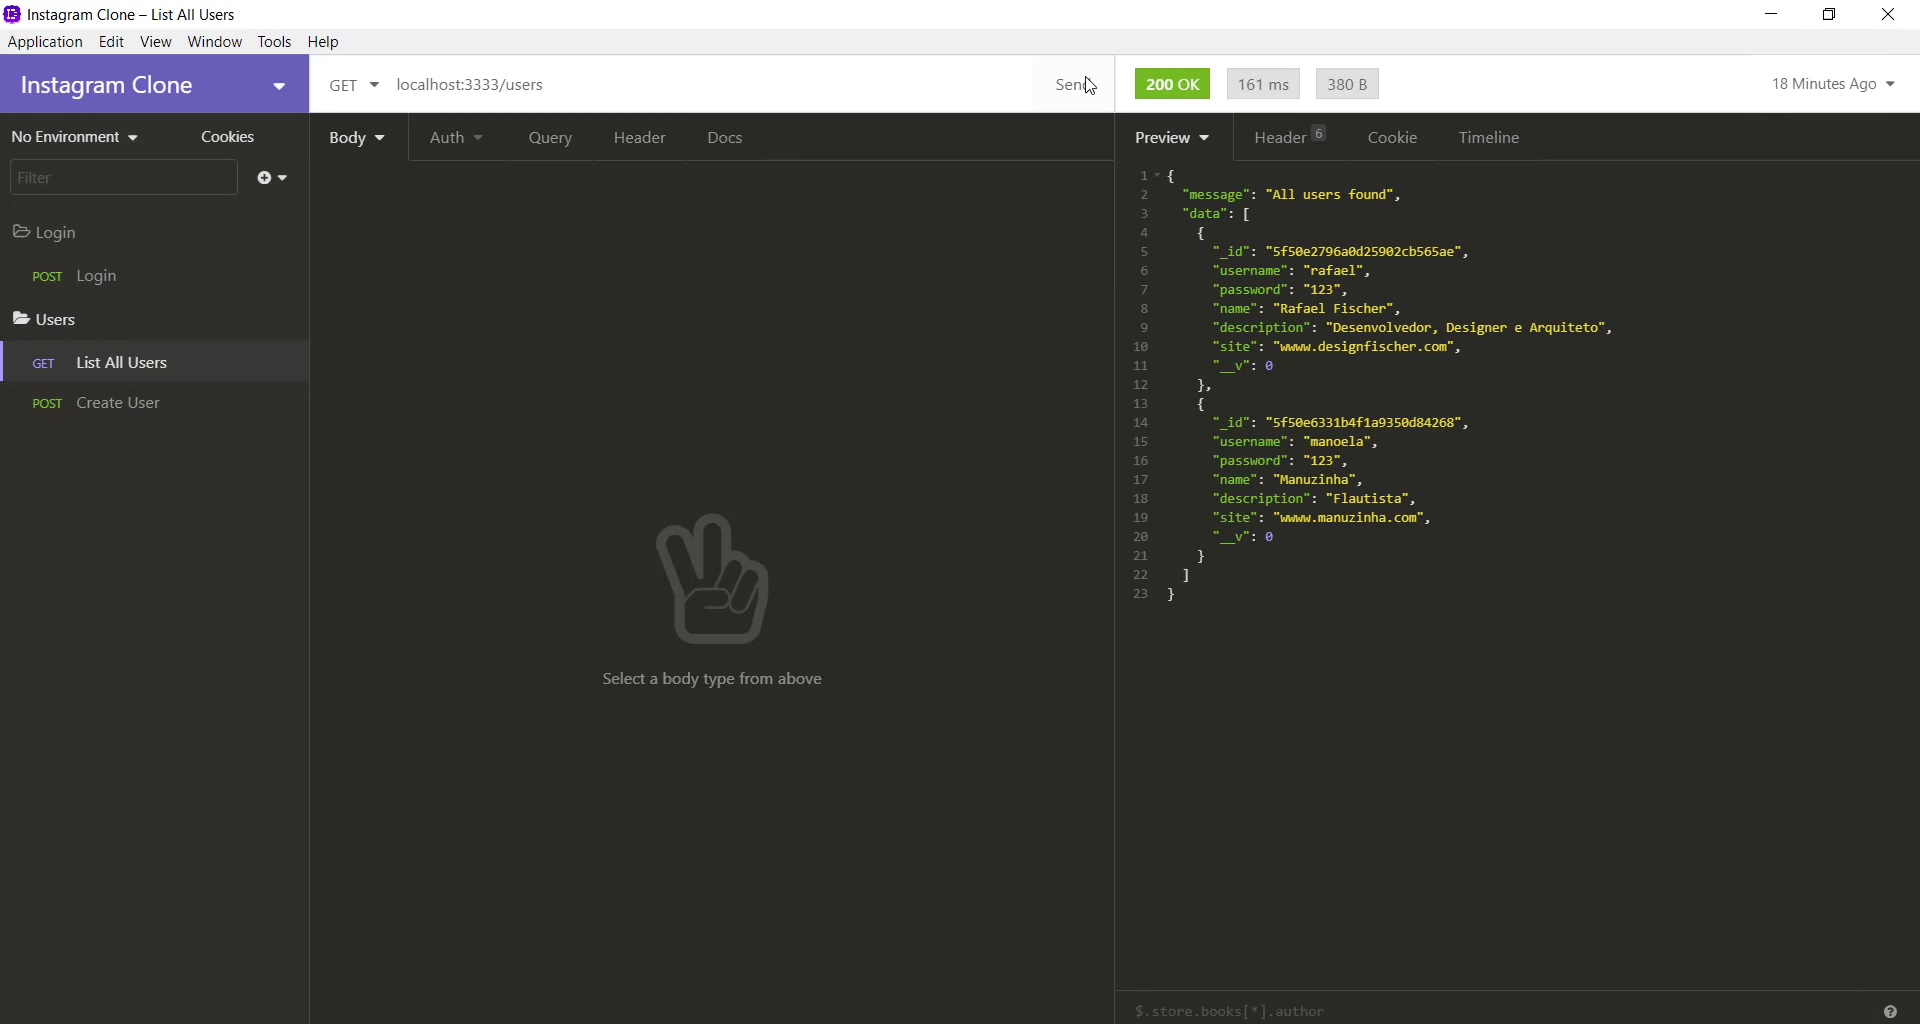 Instagram Clone – List All Users
Application Edit View Window Tools Help
Instagram Clone
GET localhost:3333/users
200 OK 161 ms 380 B 18 Minutes Ago
No Environment Cookies
Body Auth Query Header Docs
Preview Header 6 Cookie Timeline
Filter
Login
POST Login
Users
GET List All Users
POST Create User
Select a body type from above
1 {
2 "message": "All users found",
3 "data": [
4 {
5 "_id": "5f50e2796a0d25902cb565ae",
6 "username": "rafael",
7 "password": "123",
8 "name": "Rafael Fischer",
9 "description": "Desenvolvedor, Designer e Arquiteto",
10 "site": "wwww.designfischer.com",
11 "__v": 0
12 },
13 {
14 "_id": "5f50e6331b4f1a9350d84268",
15 "username": "manoela",
16 "password": "123",
17 "name": "Manuzinha",
18 "description": "Flautista",
19 "site": "wwww.manuzinha.com",
20 "__v": 0
21 }
22 ]
23 }
$.store.books[*].author